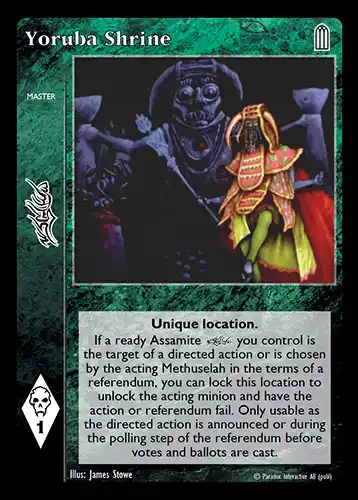 Yoruba Shrine
MASTER
Unique location.
If a ready Assamite you control is
the target of a directed action or is chosen
by the acting Methuselah in the terms of a
referendum, you can lock this location to
unlock the acting minion and have the
action or referendum fail. Only usable as
the directed action is announced or during
the polling step of the referendum before
votes and ballots are cast.
1
Illus: James Stowe
© Paradox Interactive AB (publ)